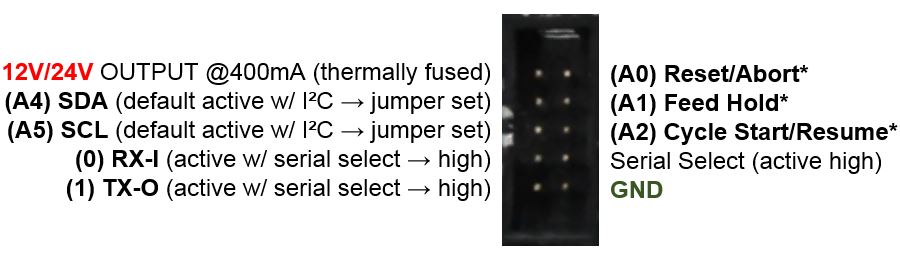 12V/24V OUTPUT @400mA (thermally fused)
(A4) SDA (default active w/ I²C → jumper set)
(A5) SCL (default active w/ I²C → jumper set)
(0) RX-I (active w/ serial select → high)
(1) TX-O (active w/ serial select → high)
(A0) Reset/Abort*
(A1) Feed Hold*
(A2) Cycle Start/Resume*
Serial Select (active high)
GND